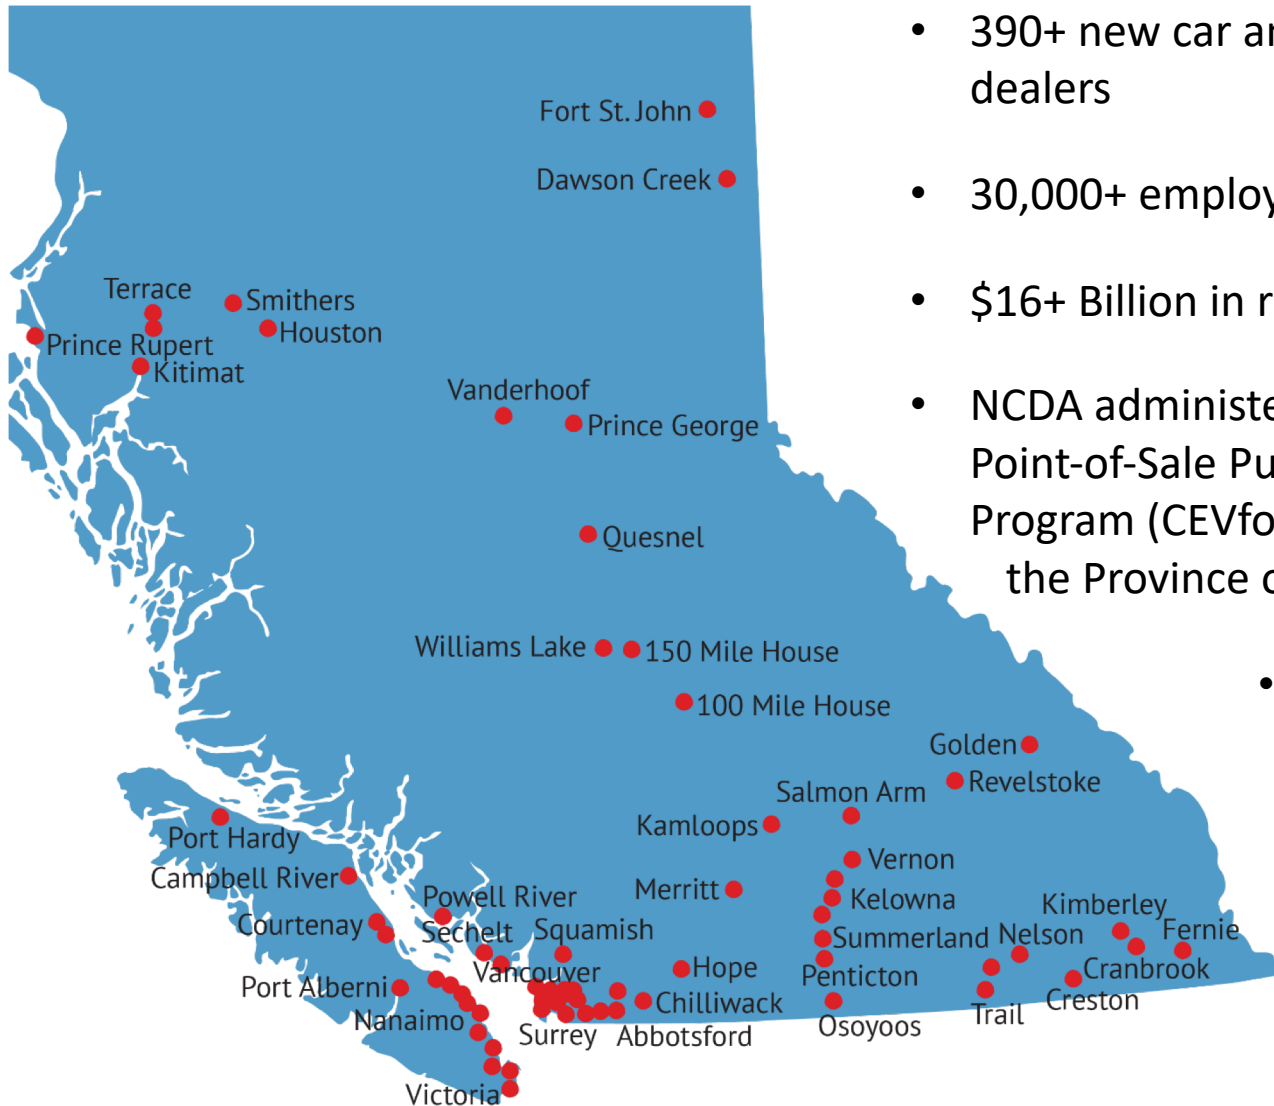 • 390+ new car an
dealers
• 30,000+ employ
• $16+ Billion in r
• NCDA administe
Point-of-Sale Pu
Program (CEVfo
the Province o
•
Fort St. John
Dawson Creek
Terrace
Smithers
Houston
Prince Rupert
Kitimat
Vanderhoof
Prince George
Quesnel
Williams Lake
150 Mile House
100 Mile House
Golden
Revelstoke
Salmon Arm
Kamloops
Port Hardy
Vernon
Campbell River
Merritt
Powell River
Kelowna
Kimberley
Courtenay
Sechelt
Squamish
Summerland
Nelson
Fernie
Vancouver
Hope
Penticton
Cranbrook
Port Alberni
Chilliwack
Creston
Nanaimo
Trail
Surrey
Abbotsford
Osoyoos
Victoria